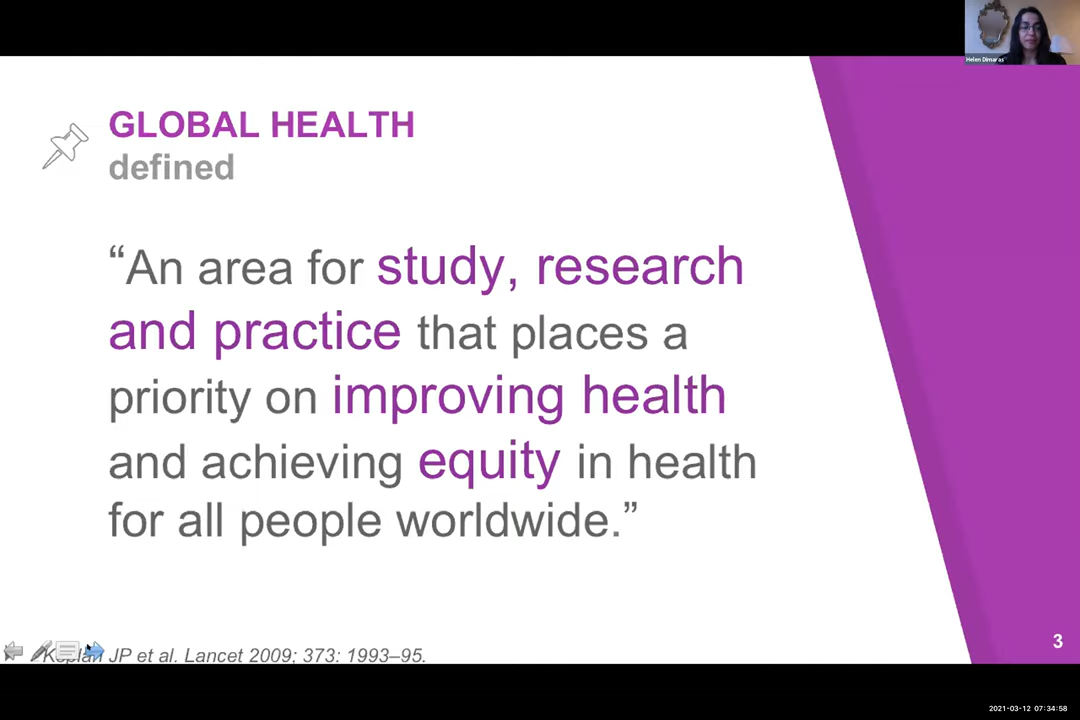 Helen Dimaras
GLOBAL HEALTH
defined
“An area for study, research
and practice that places a
priority on improving health
and achieving equity in health
for all people worldwide.”
JP et al. Lancet 2009; 373: 1993–95.
3
2021-03-12 07:34:58